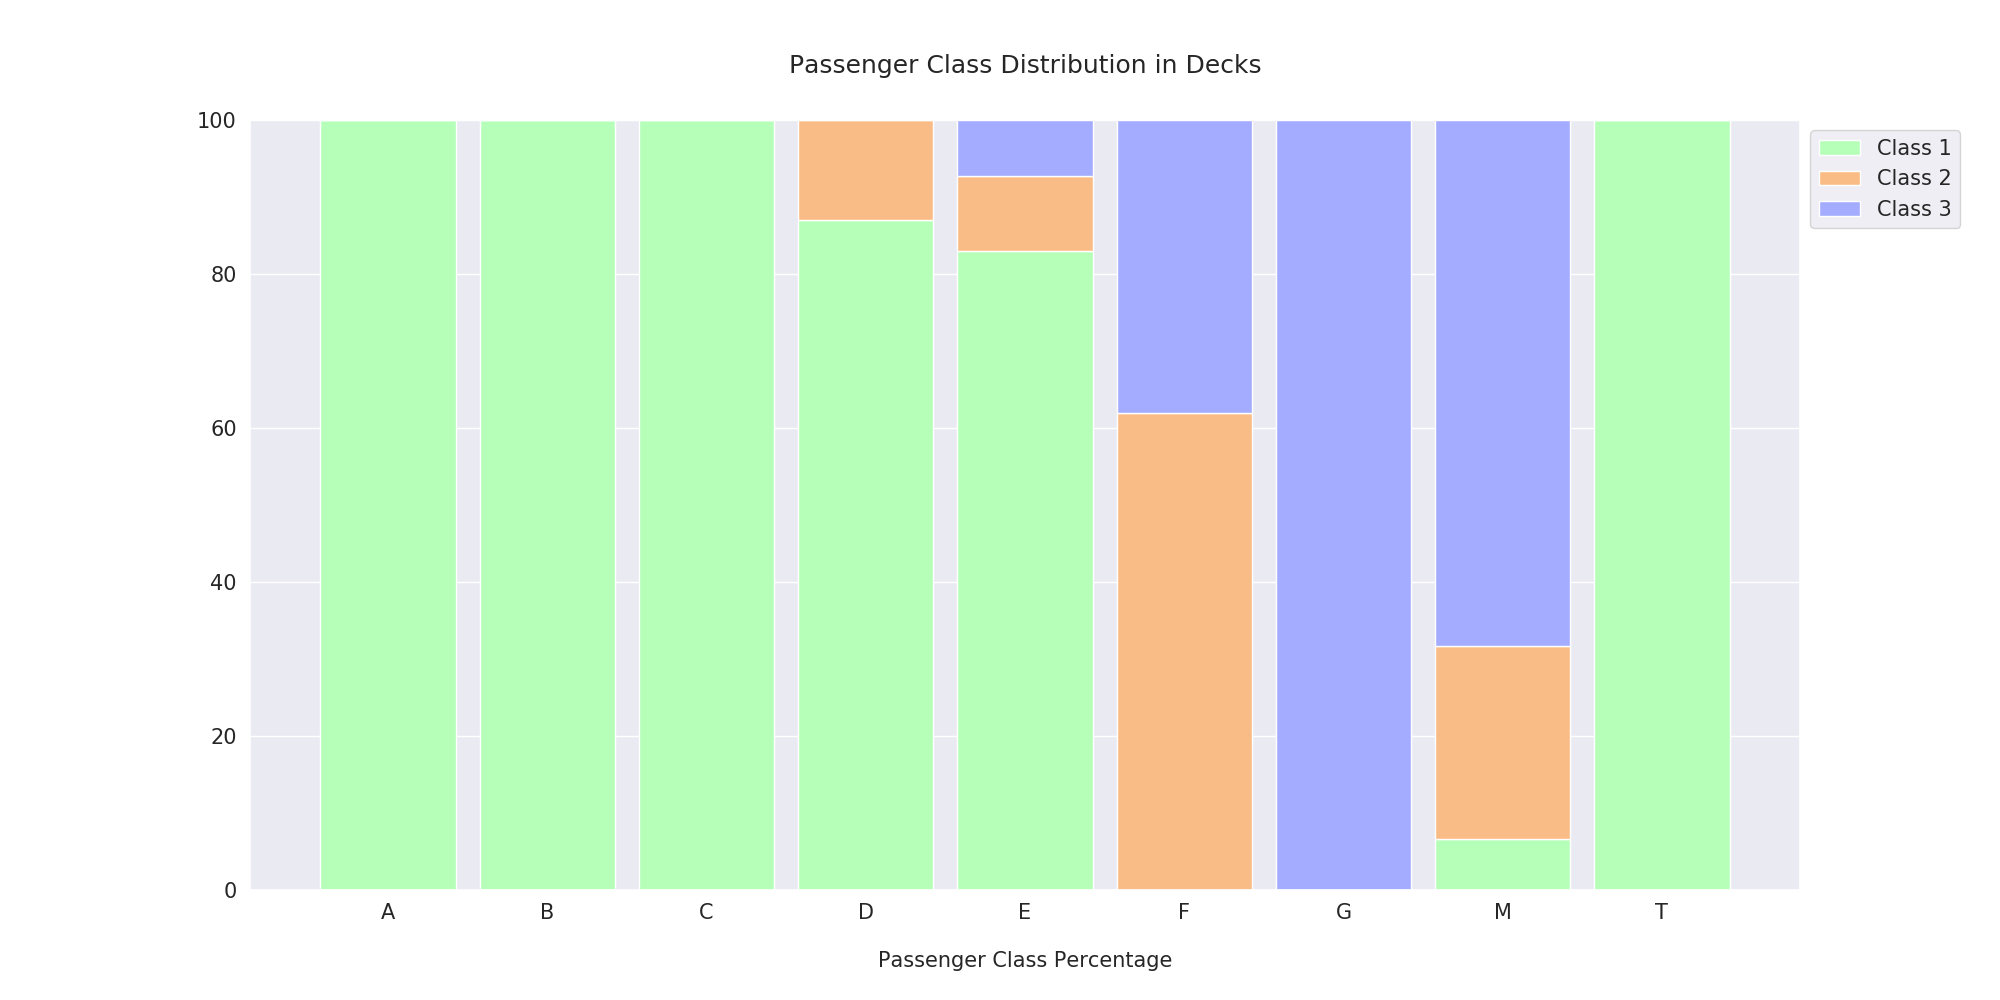 Passenger Class Distribution in Decks
100
80
60
40
20
0
Class 1
Class 2
Class 3
A B C D E F G M T
Passenger Class Percentage